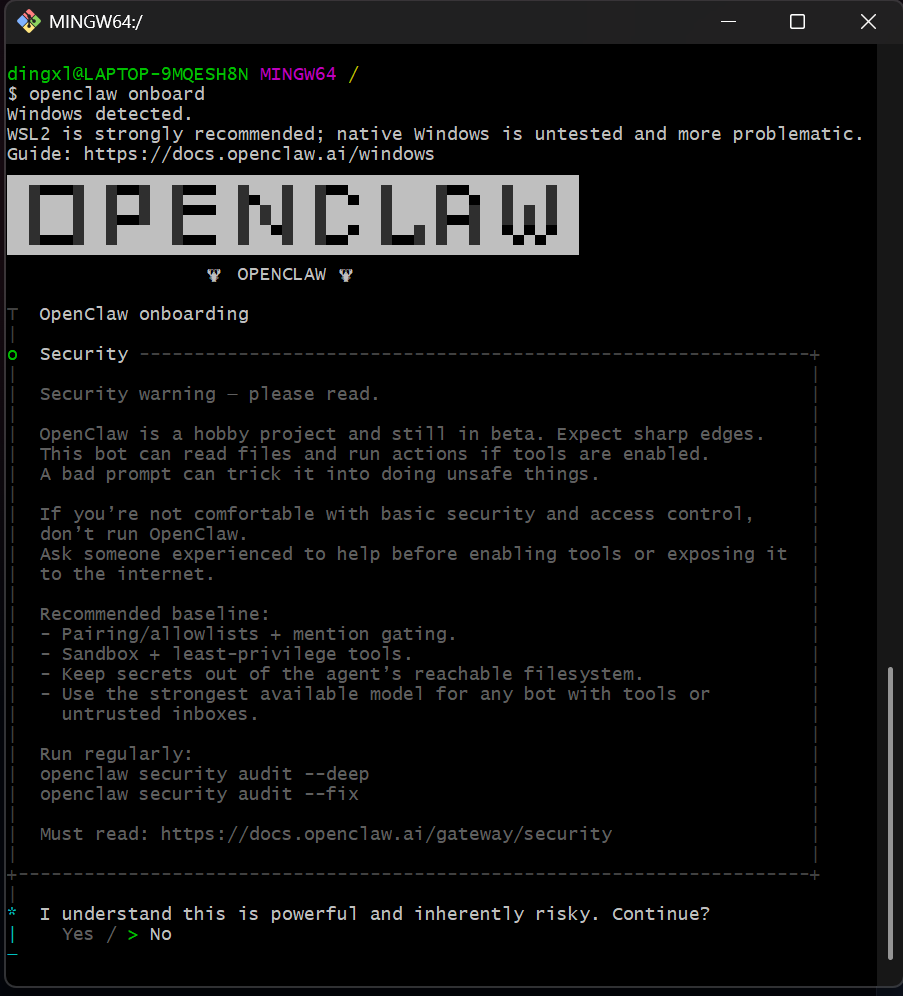 MINGW64:/
dingxl@LAPTOP-9MQESH8N MINGW64 /
$ openclaw onboard
Windows detected.
WSL2 is strongly recommended; native Windows is untested and more problematic.
Guide: https://docs.openclaw.ai/windows
OPENCLAW
OPENCLAW
OpenClaw onboarding
Security
Security warning — please read.
OpenClaw is a hobby project and still in beta. Expect sharp edges.
This bot can read files and run actions if tools are enabled.
A bad prompt can trick it into doing unsafe things.
If you’re not comfortable with basic security and access control,
don’t run OpenClaw.
Ask someone experienced to help before enabling tools or exposing it
to the internet.
Recommended baseline:
- Pairing/allowlists + mention gating.
- Sandbox + least-privilege tools.
- Keep secrets out of the agent’s reachable filesystem.
- Use the strongest available model for any bot with tools or
untrusted inboxes.
Run regularly:
openclaw security audit --deep
openclaw security audit --fix
Must read: https://docs.openclaw.ai/gateway/security
I understand this is powerful and inherently risky. Continue?
Yes / > No